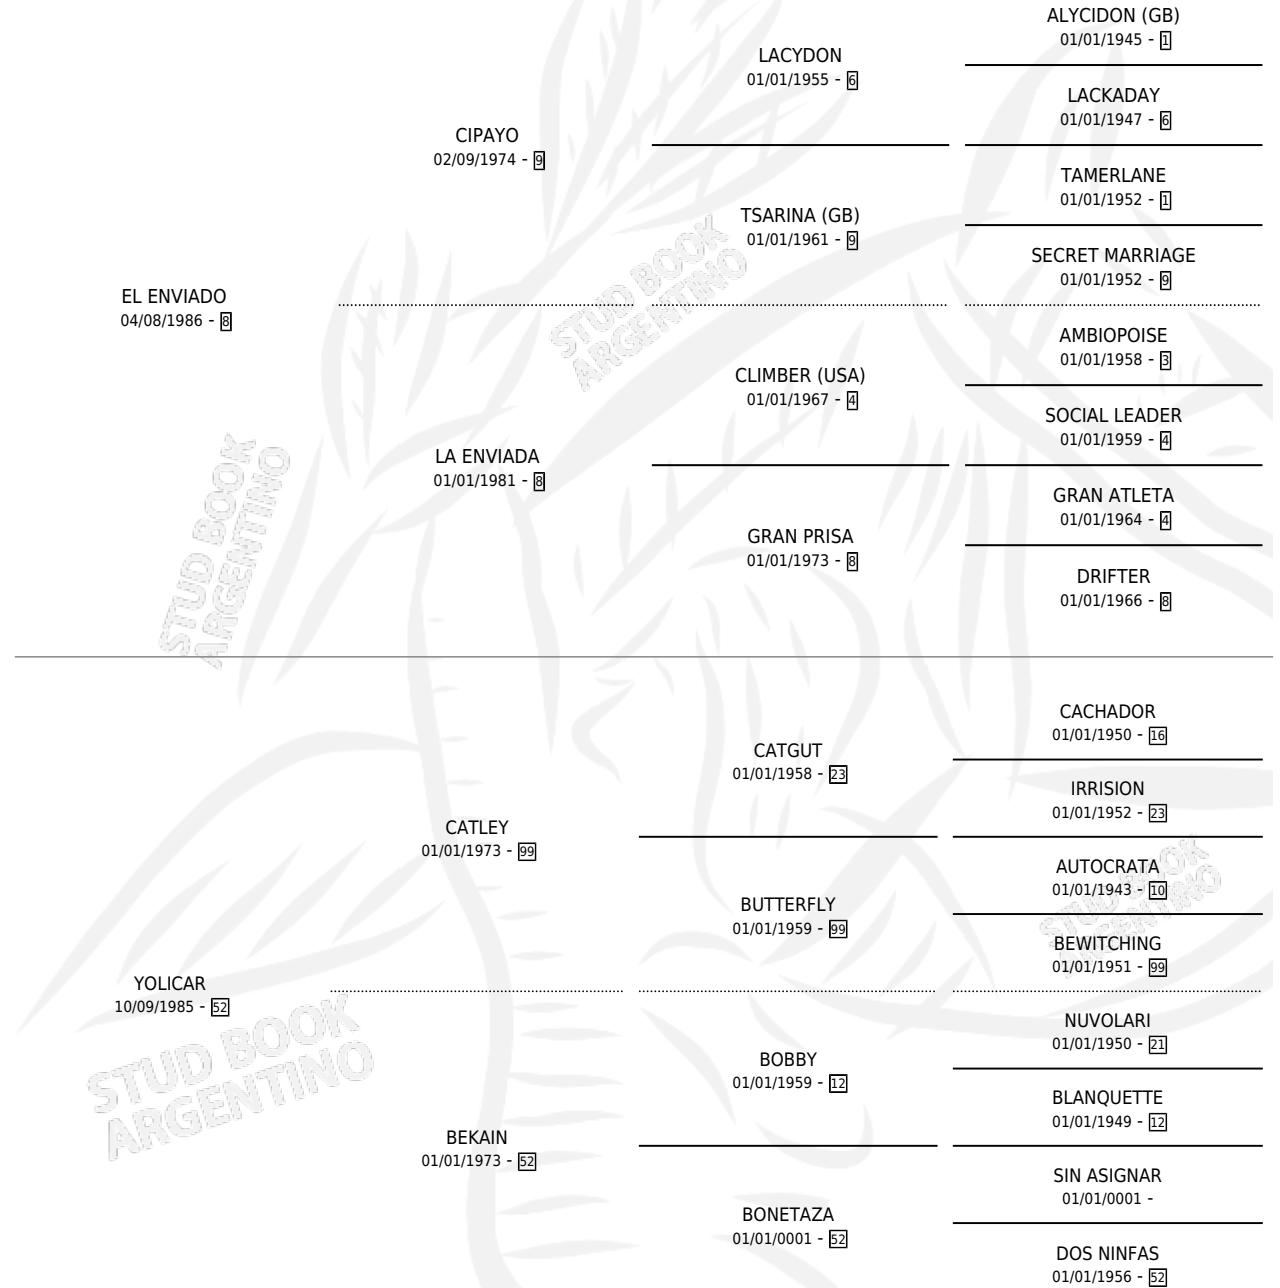 ALYCIDON (GB)
01/01/1945 - 1
LACYDON
01/01/1955 - 6
LACKADAY
01/01/1947 - 6
CIPAYO
02/09/1974 - 9
TAMERLANE
01/01/1952 - 1
TSARINA (GB)
01/01/1961 - 9
SECRET MARRIAGE
01/01/1952 - 9
EL ENVIADO
04/08/1986 - 8
STUD BOOK
ARGENTINO
AMBIOPOISE
01/01/1958 - 3
CLIMBER (USA)
01/01/1967 - 4
SOCIAL LEADER
01/01/1959 - 4
LA ENVIADA
01/01/1981 - 8
GRAN ATLETA
01/01/1964 - 4
GRAN PRISA
01/01/1973 - 8
DRIFTER
01/01/1966 - 8
STUD BOOK
ARGENTINO
CACHADOR
01/01/1950 - 16
CATGUT
01/01/1958 - 23
IRRISION
01/01/1952 - 23
CATLEY
01/01/1973 - 99
AUTOCRATA
01/01/1943 - 10
BUTTERFLY
01/01/1959 - 99
BEWITCHING
01/01/1951 - 99
STUD BOOK
ARGENTINO
YOLICAR
10/09/1985 - 52
NUVOLARI
01/01/1950 - 21
BOBBY
01/01/1959 - 12
BLANQUETTE
01/01/1949 - 12
STUD BOOK
ARGENTINO
BEKAIN
01/01/1973 - 52
SIN ASIGNAR
01/01/0001 -
BONETAZA
01/01/0001 - 52
DOS NINFAS
01/01/1956 - 52